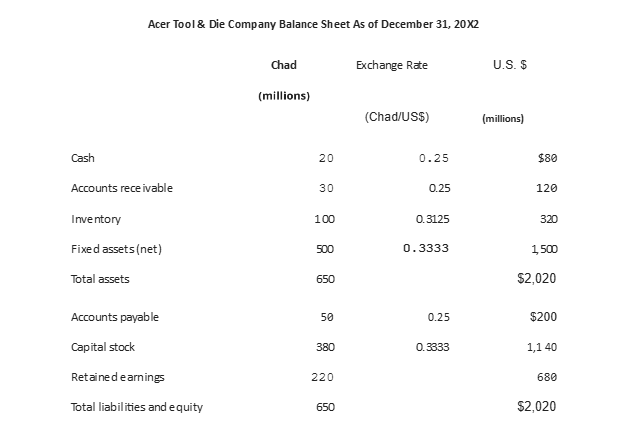 Acer Tool & Die Company Balance Sheet As of December 31, 20X2
Chad Exchange Rate U.S. $
(millions)
(Chad/US$) (millions)
Cash 20 0.25 $80
Accounts receivable 30 0.25 120
Inventory 100 0.3125 320
Fixed assets (net) 500 0.3333 1,500
Total assets 650 $2,020
Accounts payable 50 0.25 $200
Capital stock 380 0.3333 1,1 40
Retained earnings 220 680
Total liabilities and equity 650 $2,020